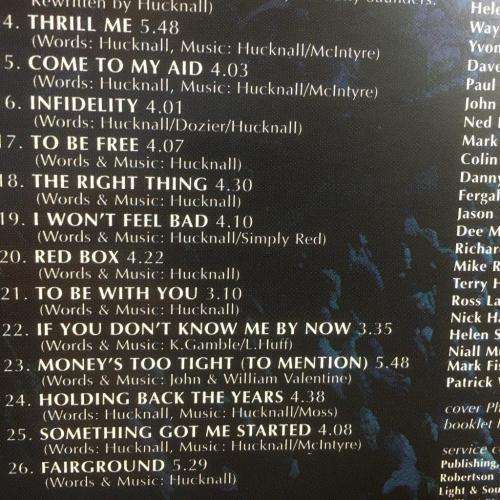 Rewritten by Hucknall)
4. THRILL ME 5.48
(Words: Hucknall, Music: Hucknall/McIntyre)
5. COME TO MY AID 4.03
(Words: Hucknall, Music: Hucknall/McIntyre)
6. INFIDELITY 4.01
(Words: Hucknall/Dozier/Hucknall)
17. TO BE FREE 4.07
(Words & Music: Hucknall)
18. THE RIGHT THING 4.30
(Words & Music: Hucknall)
19. I WON'T FEEL BAD 4.10
(Words & Music: Hucknall/Simply Red)
20. RED BOX 4.22
(Words & Music: Hucknall)
21. TO BE WITH YOU 3.10
(Words & Music: Hucknall)
22. IF YOU DON'T KNOW ME BY NOW 3.35
(Words & Music: K.Gamble/L.Huff)
23. MONEY'S TOO TIGHT (TO MENTION) 5.48
(Words & Music: John & William Valentine)
24. HOLDING BACK THE YEARS 4.38
(Words: Hucknall, Music: Hucknall/Moss)
25. SOMETHING GOT ME STARTED 4.08
(Words: Hucknall, Music: Hucknall/McIntyre)
26. FAIRGROUND 5.29
(Words & Music: Hucknall)
Hele
Way
Yvon
Dave
Paul
John
Ned
Mark
Colin
Danny
Fergal
Jason
Dee M
Richar
Mike R
Terry H
Ross La
Nick Ha
Helen S
Niall M
Mark Fi
Patrick
cover Ph
booklet
service c
Publishing,
Robertson
Light & Sou